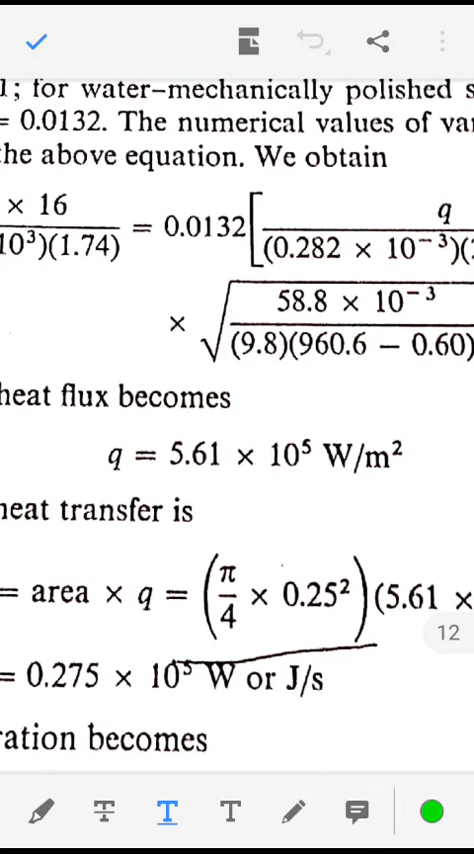 1; for water-mechanically polished s
= 0.0132. The numerical values of va
he above equation. We obtain
× 16 / 10³)(1.74) = 0.0132 [ q / (0.282 × 10⁻³)(
× √ 58.8 × 10⁻³ / (9.8)(960.6 − 0.60)
heat flux becomes
q = 5.61 × 10⁵ W/m²
heat transfer is
= area × q = (π/4 × 0.25²)(5.61 ×
12
= 0.275 × 10⁵ W or J/s
ration becomes